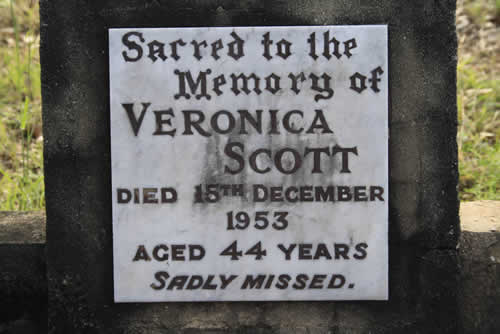 Sacred to the
Memory of
VERONICA
SCOTT
DIED 15TH DECEMBER
1953
AGED 44 YEARS
SADLY MISSED.